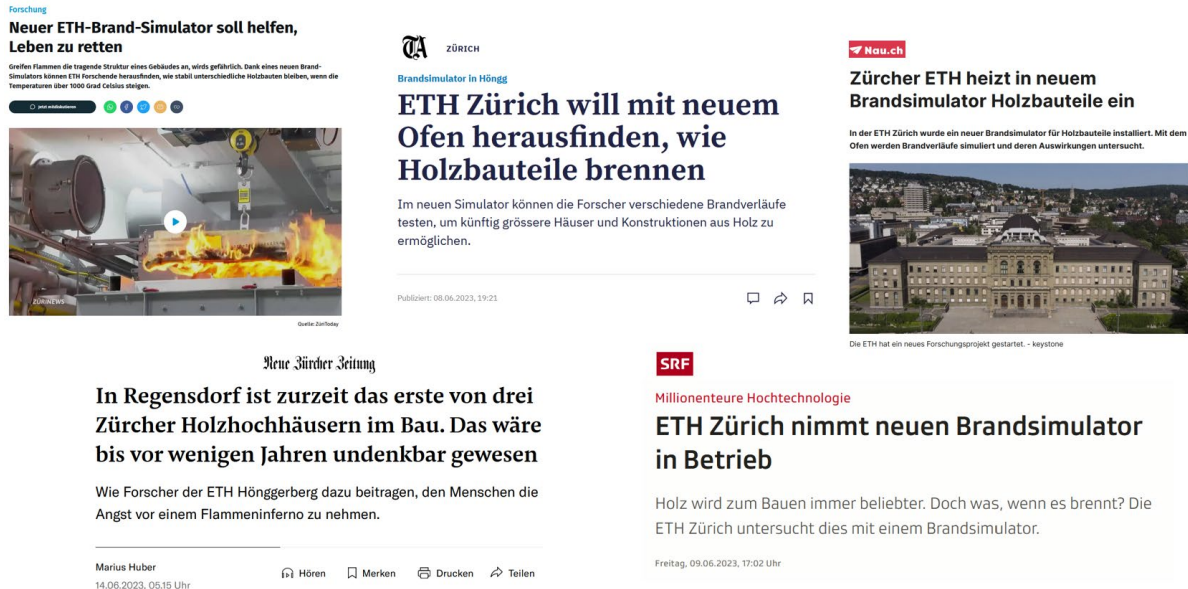 Forschung
Neuer ETH-Brand-Simulator soll helfen,
Leben zu retten
Greifen Flammen die tragende Struktur eines Gebäudes an, wirds gefährlich. Dank eines neuen Brand-
Simulators können ETH Forschende herausfinden, wie stabil unterschiedliche Holzbauten bleiben, wenn die
Temperaturen über 1000 Grad Celsius steigen.
Jetzt mitdiskutieren
ZÜRINEWS
Quelle: ZüriToday
TA
ZÜRICH
Brandsimulator in Höngg
ETH Zürich will mit neuem
Ofen herausfinden, wie
Holzbauteile brennen
Im neuen Simulator können die Forscher verschiedene Brandverläufe
testen, um künftig grössere Häuser und Konstruktionen aus Holz zu
ermöglichen.
Publiziert: 08.06.2023, 19:21
Nau.ch
Zürcher ETH heizt in neuem
Brandsimulator Holzbauteile ein
In der ETH Zürich wurde ein neuer Brandsimulator für Holzbauteile installiert. Mit dem
Ofen werden Brandverläufe simuliert und deren Auswirkungen untersucht.
Die ETH hat ein neues Forschungsprojekt gestartet. - keystone
Neue Zürcher Zeitung
In Regensdorf ist zurzeit das erste von drei
Zürcher Holzhochhäusern im Bau. Das wäre
bis vor wenigen Jahren undenkbar gewesen
Wie Forscher der ETH Hönggerberg dazu beitragen, den Menschen die
Angst vor einem Flammeninferno zu nehmen.
Marius Huber
14.06.2023, 05.15 Uhr
Hören Merken Drucken Teilen
SRF
Millionenteure Hochtechnologie
ETH Zürich nimmt neuen Brandsimulator
in Betrieb
Holz wird zum Bauen immer beliebter. Doch was, wenn es brennt? Die
ETH Zürich untersucht dies mit einem Brandsimulator.
Freitag, 09.06.2023, 17:02 Uhr